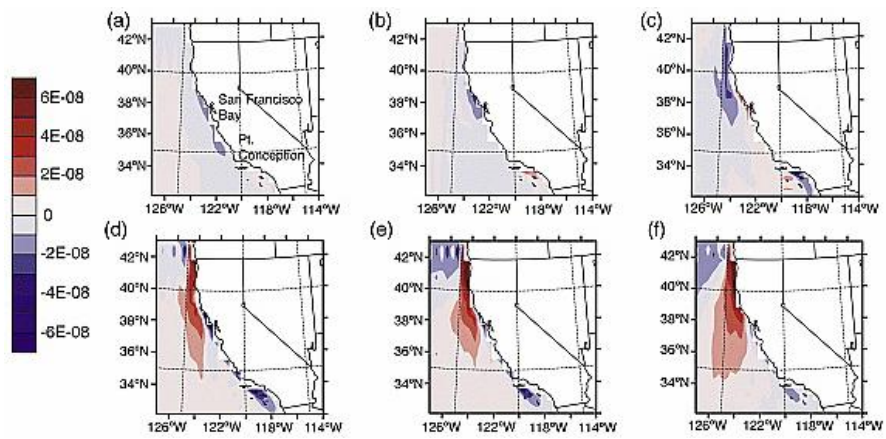 (a) (b) (c)
42°N 42°N 42°N
6E-08 40°N 40°N 40°N
4E-08 38°N San Francisco 38°N 38°N
Bay
2E-08 36°N Pt. 36°N 36°N
0 34°N Conception 34°N 34°N
-2E-08 126°W 122°W 118°W 114°W 126°W 122°W 118°W 114°W 126°W 122°W 118°W 114°W
(d) (e) (f)
-4E-08 42°N 42°N 42°N
-6E-08 40°N 40°N 40°N
38°N 38°N 38°N
36°N 36°N 36°N
34°N 34°N 34°N
126°W 122°W 118°W 114°W 126°W 122°W 118°W 114°W 126°W 122°W 118°W 114°W